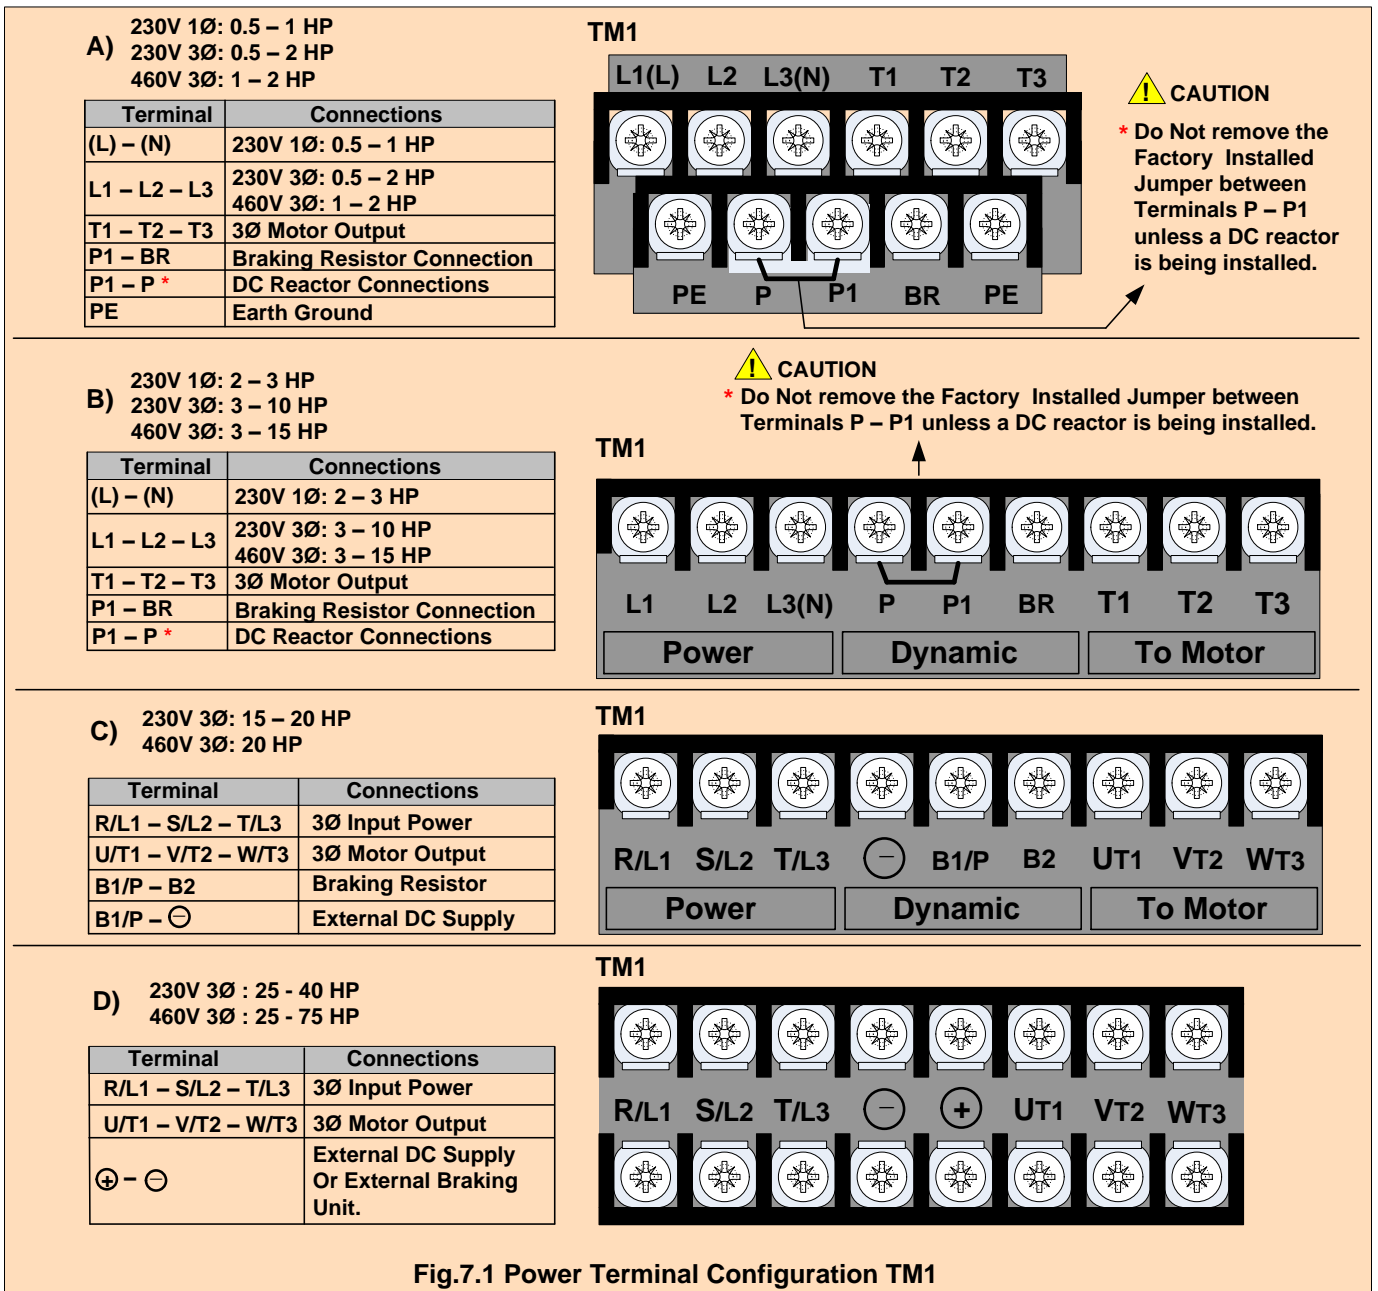 A)
230V 1Ø: 0.5 – 1 HP
230V 3Ø: 0.5 – 2 HP
460V 3Ø: 1 – 2 HP
Terminal Connections
(L) – (N) 230V 1Ø: 0.5 – 1 HP
L1 – L2 – L3 230V 3Ø: 0.5 – 2 HP
460V 3Ø: 1 – 2 HP
T1 – T2 – T3 3Ø Motor Output
P1 – BR Braking Resistor Connection
P1 – P * DC Reactor Connections
PE Earth Ground
TM1
L1(L) L2 L3(N) T1 T2 T3
PE P P1 BR PE
! CAUTION
* Do Not remove the
Factory Installed
Jumper between
Terminals P – P1
unless a DC reactor
is being installed.
B)
230V 1Ø: 2 – 3 HP
230V 3Ø: 3 – 10 HP
460V 3Ø: 3 – 15 HP
Terminal Connections
(L) – (N) 230V 1Ø: 2 – 3 HP
L1 – L2 – L3 230V 3Ø: 3 – 10 HP
460V 3Ø: 3 – 15 HP
T1 – T2 – T3 3Ø Motor Output
P1 – BR Braking Resistor Connection
P1 – P * DC Reactor Connections
! CAUTION
* Do Not remove the Factory Installed Jumper between
Terminals P – P1 unless a DC reactor is being installed.
TM1
L1 L2 L3(N) P P1 BR T1 T2 T3
Power Dynamic To Motor
C)
230V 3Ø: 15 – 20 HP
460V 3Ø: 20 HP
Terminal Connections
R/L1 – S/L2 – T/L3 3Ø Input Power
U/T1 – V/T2 – W/T3 3Ø Motor Output
B1/P – B2 Braking Resistor
B1/P – ⊖ External DC Supply
TM1
R/L1 S/L2 T/L3 ⊖ B1/P B2 UT1 VT2 WT3
Power Dynamic To Motor
D)
230V 3Ø : 25 - 40 HP
460V 3Ø : 25 - 75 HP
Terminal Connections
R/L1 – S/L2 – T/L3 3Ø Input Power
U/T1 – V/T2 – W/T3 3Ø Motor Output
⊕ – ⊖ External DC Supply
Or External Braking
Unit.
TM1
R/L1 S/L2 T/L3 ⊖ ⊕ UT1 VT2 WT3
Fig.7.1 Power Terminal Configuration TM1